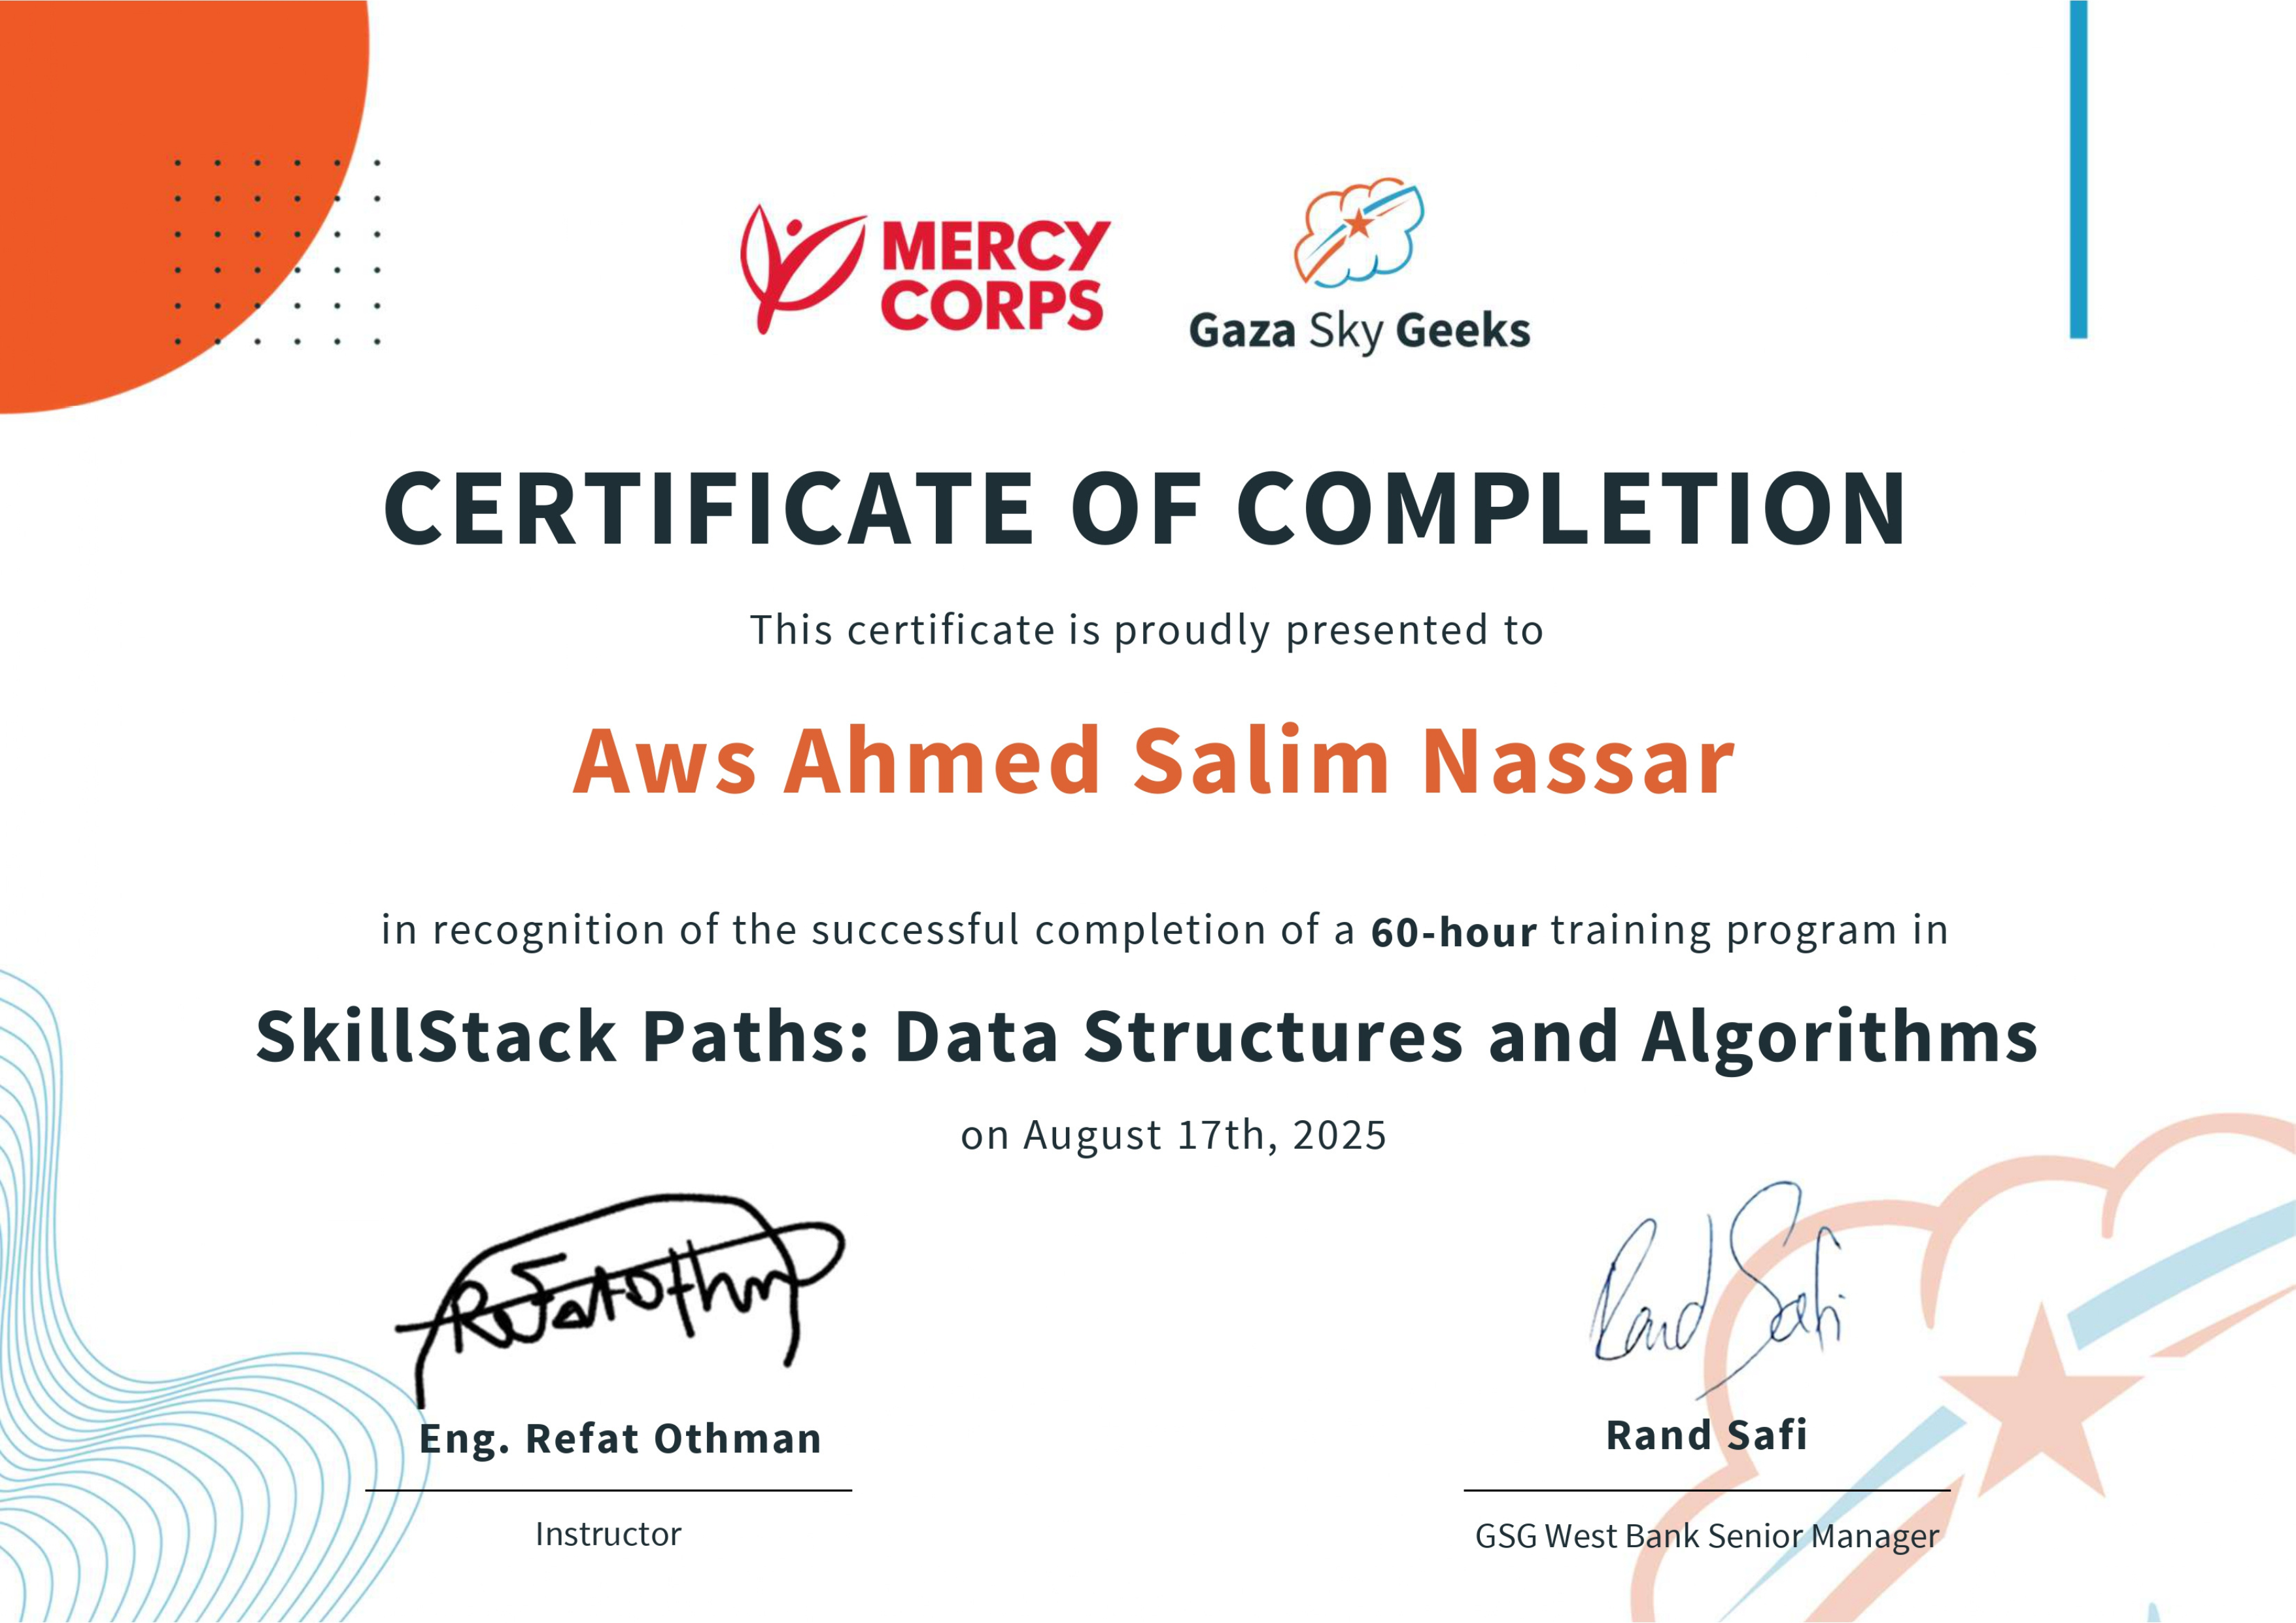 MERCY
CORPS
Gaza Sky Geeks
CERTIFICATE OF COMPLETION
This certificate is proudly presented to
Aws Ahmed Salim Nassar
in recognition of the successful completion of a 60-hour training program in
SkillStack Paths: Data Structures and Algorithms
on August 17th, 2025
Refat Othm
Rand Safi
Eng. Refat Othman
Rand Safi
Instructor
GSG West Bank Senior Manager